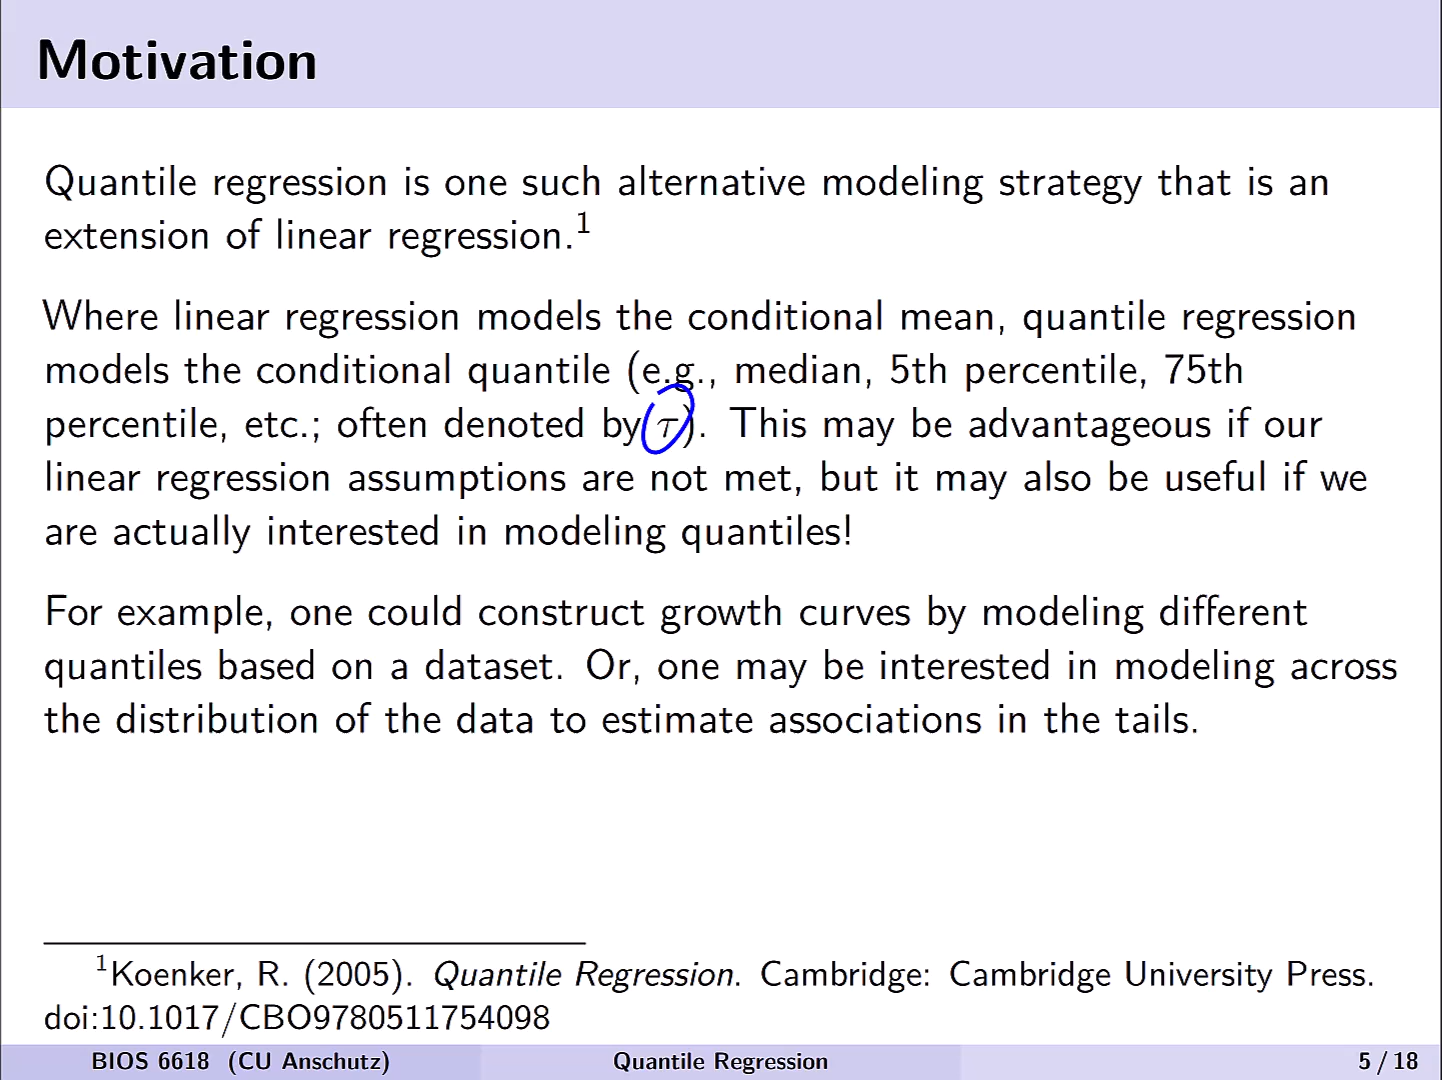 Motivation
Quantile regression is one such alternative modeling strategy that is an
extension of linear regression.¹
Where linear regression models the conditional mean, quantile regression
models the conditional quantile (e.g., median, 5th percentile, 75th
percentile, etc.; often denoted by τ). This may be advantageous if our
linear regression assumptions are not met, but it may also be useful if we
are actually interested in modeling quantiles!
For example, one could construct growth curves by modeling different
quantiles based on a dataset. Or, one may be interested in modeling across
the distribution of the data to estimate associations in the tails.
¹Koenker, R. (2005). Quantile Regression. Cambridge: Cambridge University Press.
doi:10.1017/CBO9780511754098
BIOS 6618 (CU Anschutz) Quantile Regression 5 / 18